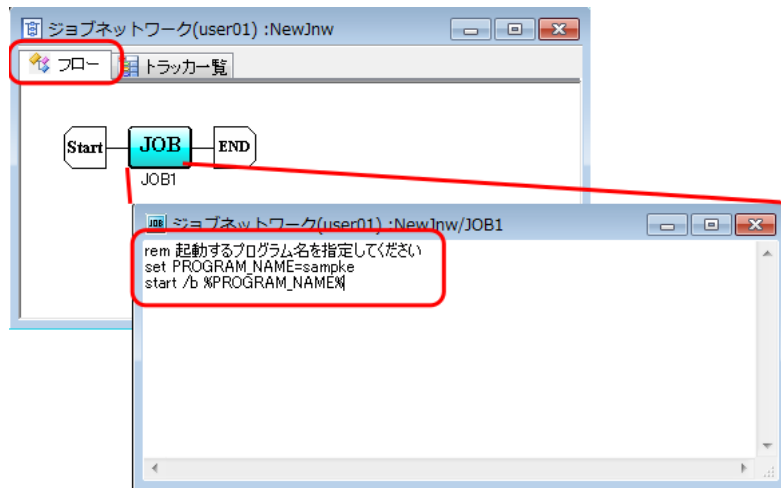 ジョブネットワーク(user01) :NewJnw
フロー
トラッカ一覧
Start
JOB
END
JOB1
JOB
ジョブネットワーク(user01) :NewJnw/JOB1
rem 起動するプログラム名を指定してください
set PROGRAM_NAME=sampke
start /b %PROGRAM_NAME%